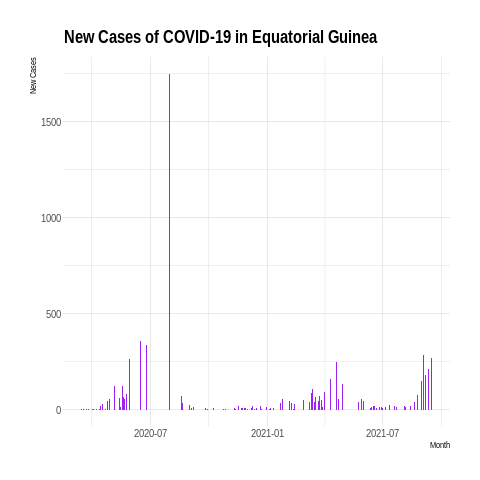 New Cases of COVID-19 in Equatorial Guinea
New Cases
1500
1000
500
0
2020-07
2021-01
2021-07
Month